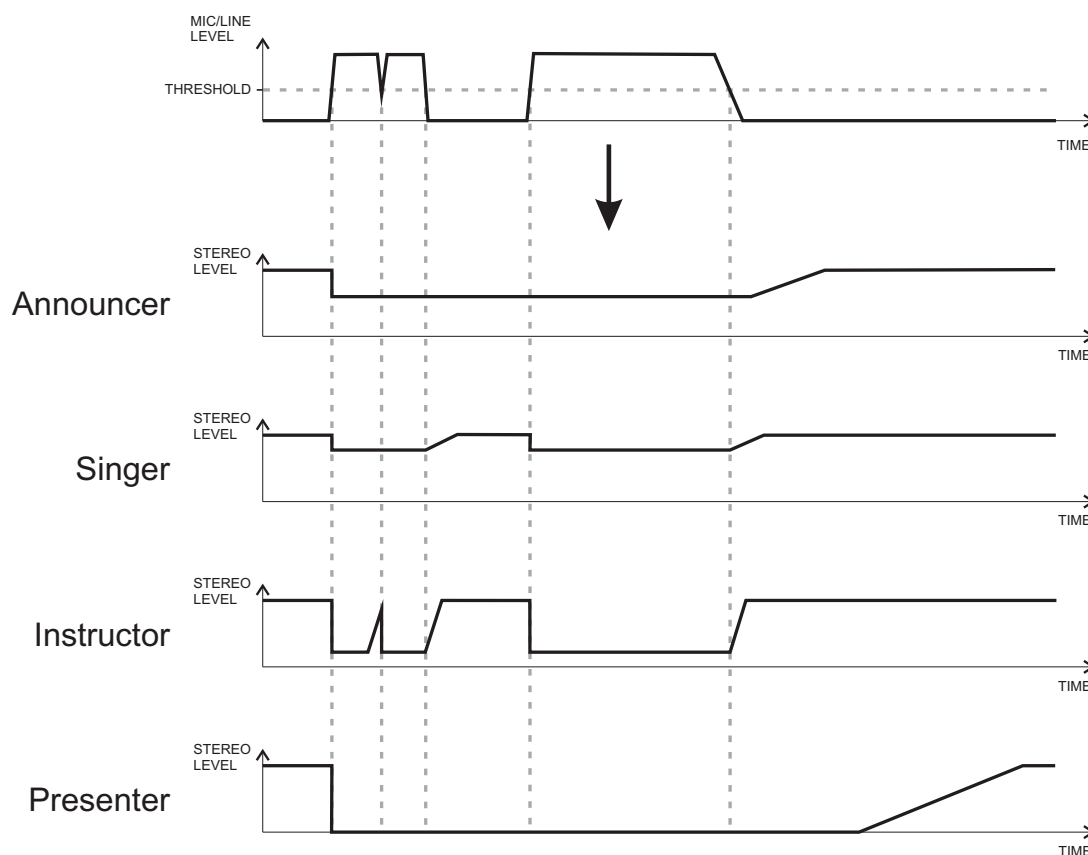 MIC/LINE
LEVEL
THRESHOLD
TIME
STEREO
LEVEL
Announcer
TIME
STEREO
LEVEL
Singer
TIME
STEREO
LEVEL
Instructor
TIME
STEREO
LEVEL
Presenter
TIME